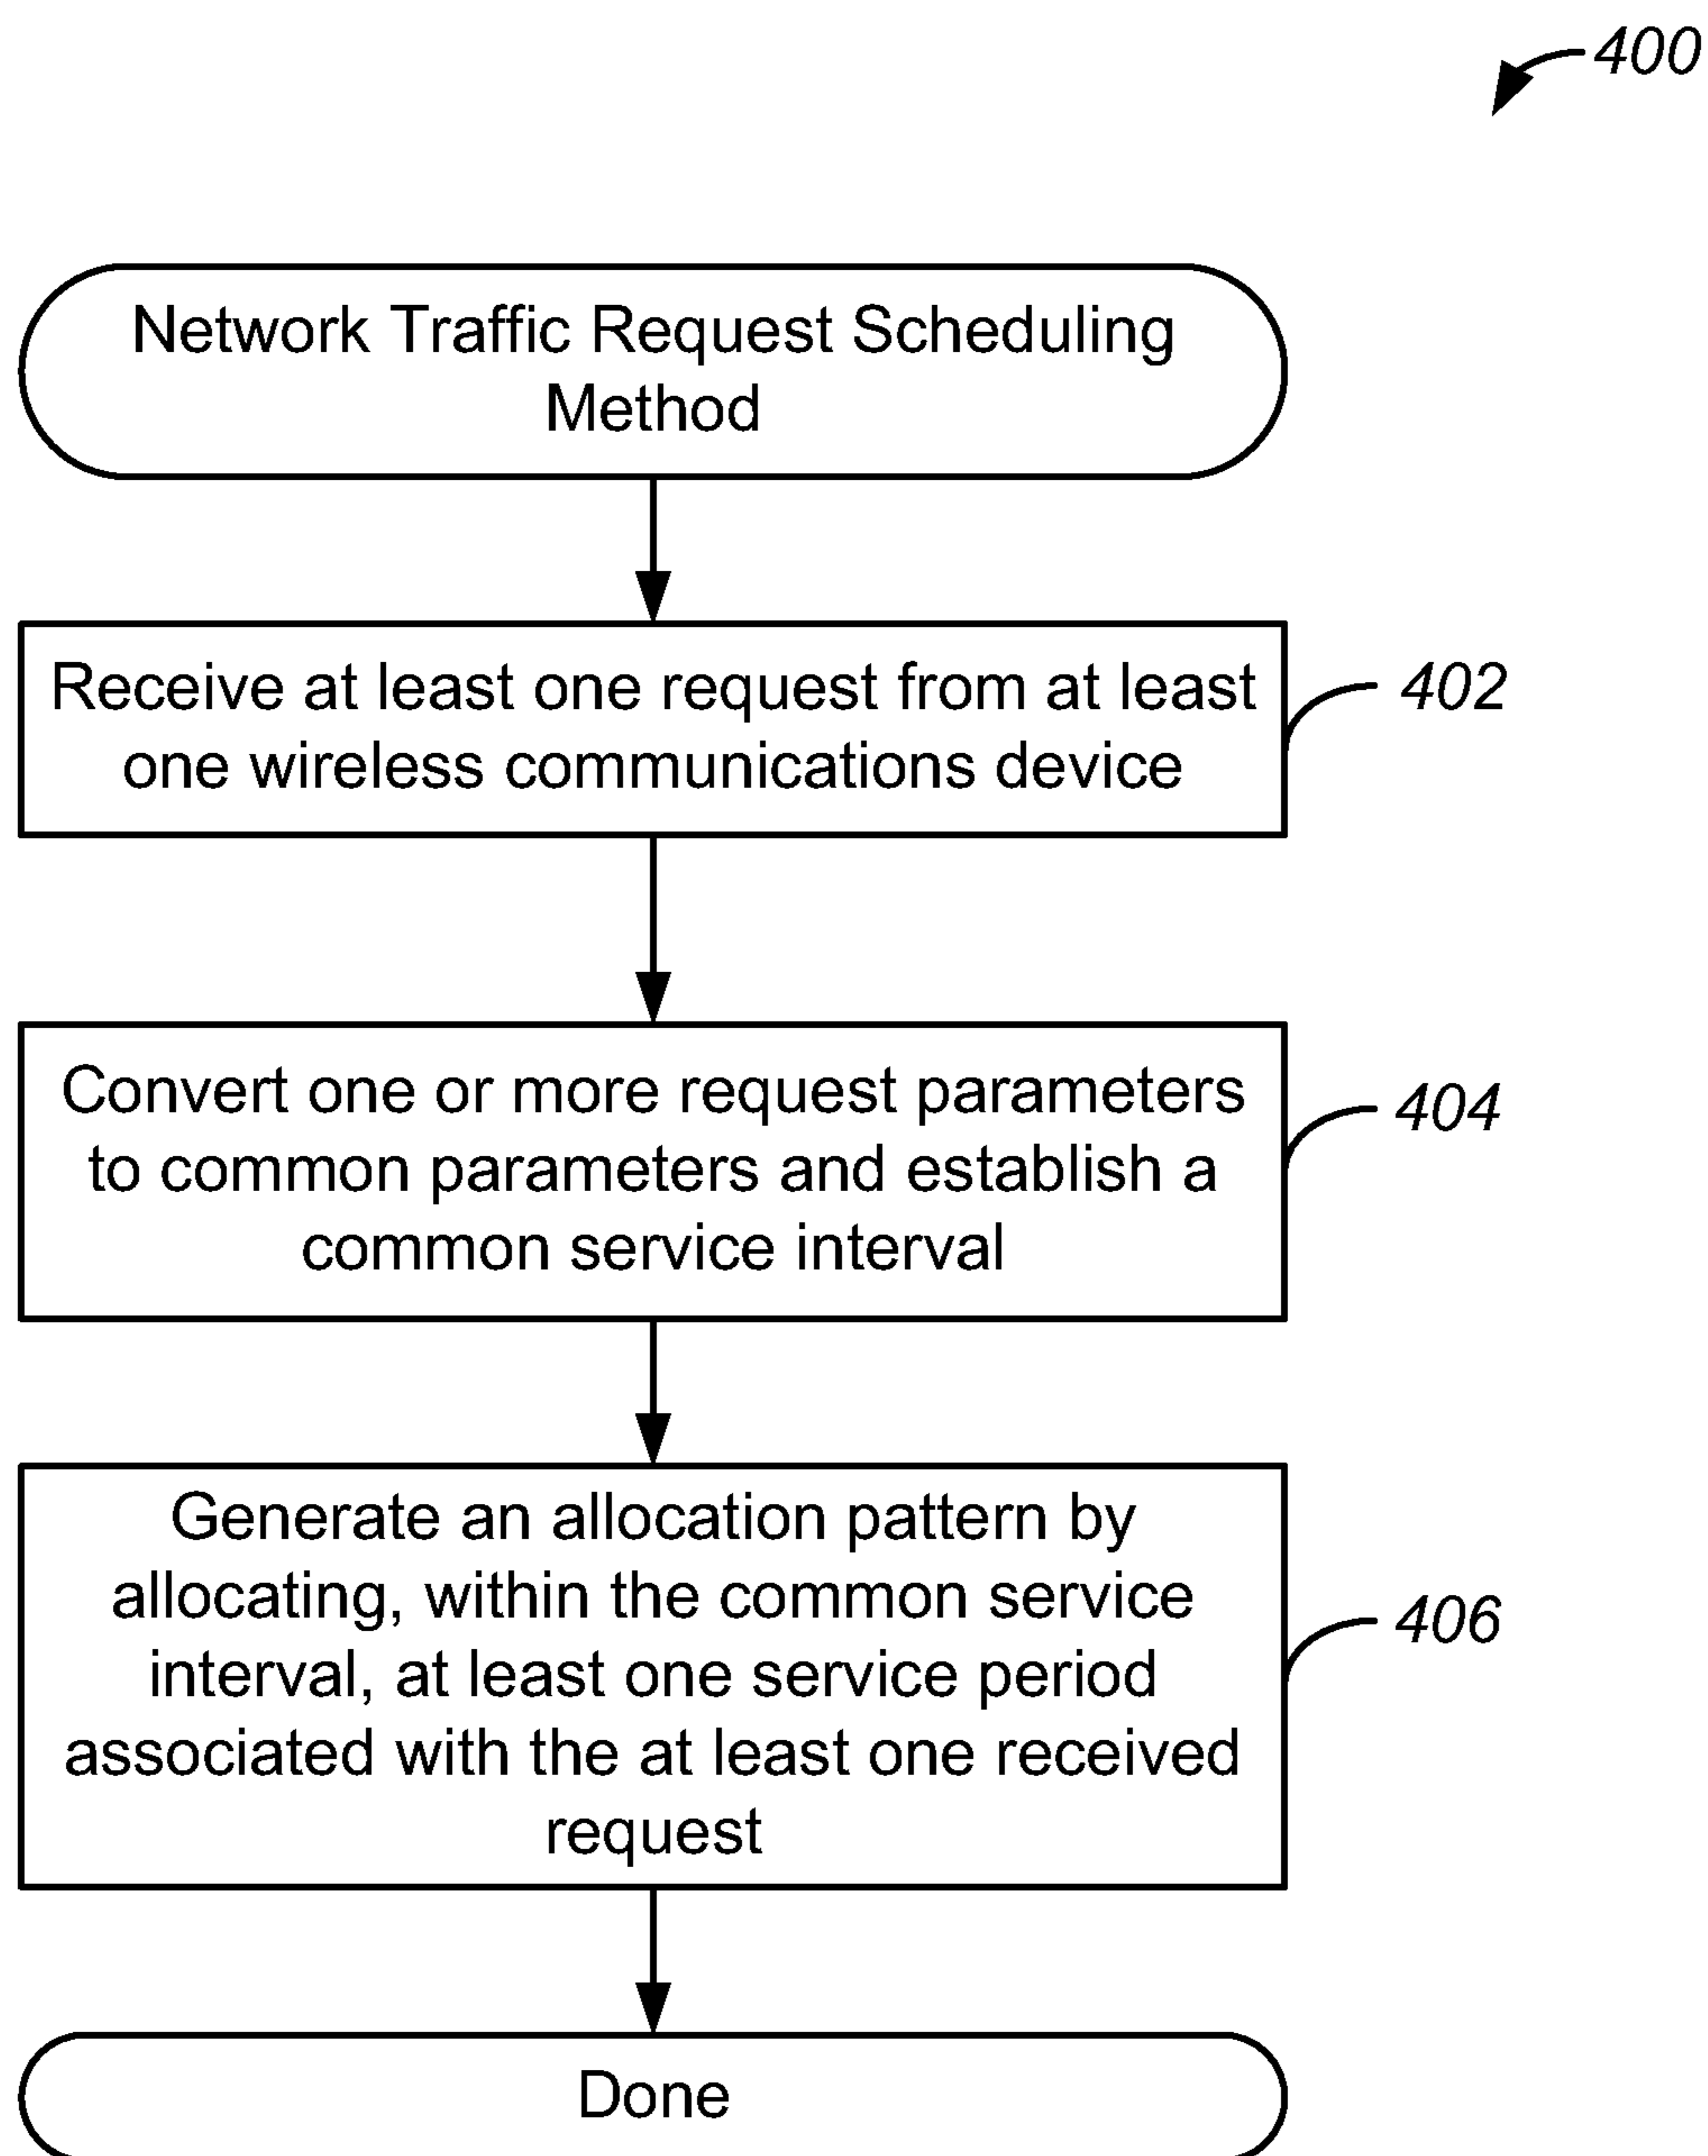 400
Network Traffic Request Scheduling
Method
Receive at least one request from at least
one wireless communications device
402
Convert one or more request parameters
to common parameters and establish a
common service interval
404
Generate an allocation pattern by
allocating, within the common service
interval, at least one service period
associated with the at least one received
request
406
Done